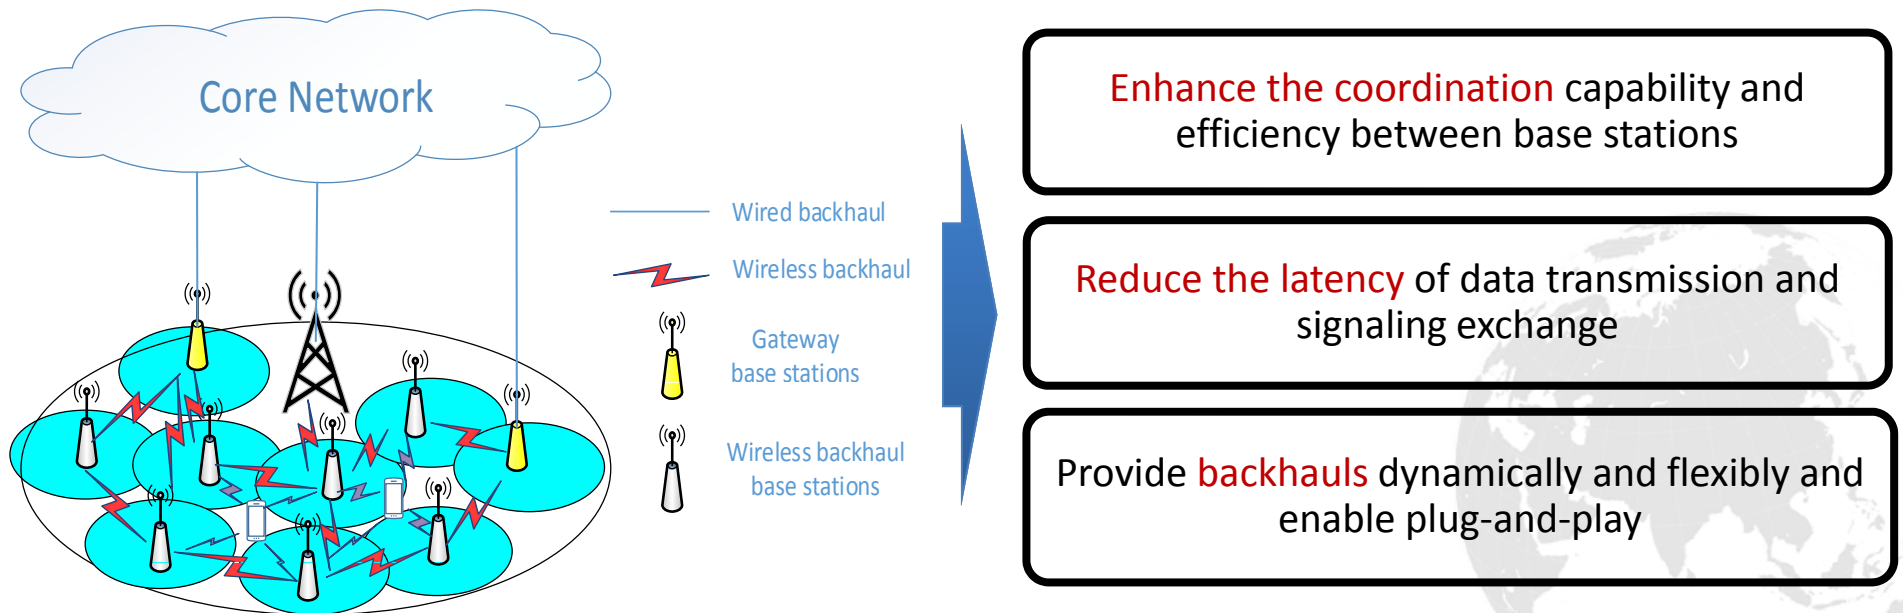 Core Network
Wired backhaul
Wireless backhaul
Gateway
base stations
Wireless backhaul
base stations
Enhance the coordination capability and
efficiency between base stations
Reduce the latency of data transmission and
signaling exchange
Provide backhauls dynamically and flexibly and
enable plug-and-play